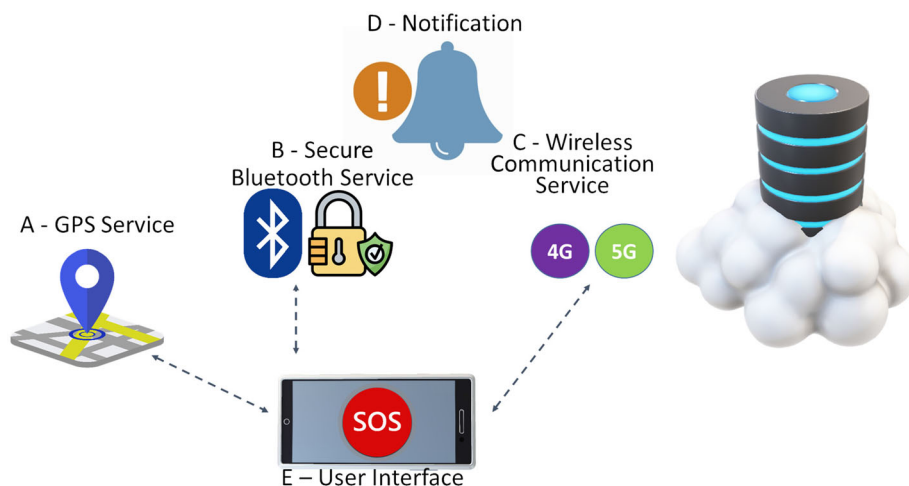 D - Notification
B - Secure
Bluetooth Service
C - Wireless
Communication
Service
A - GPS Service
4G
5G
SOS
E – User Interface